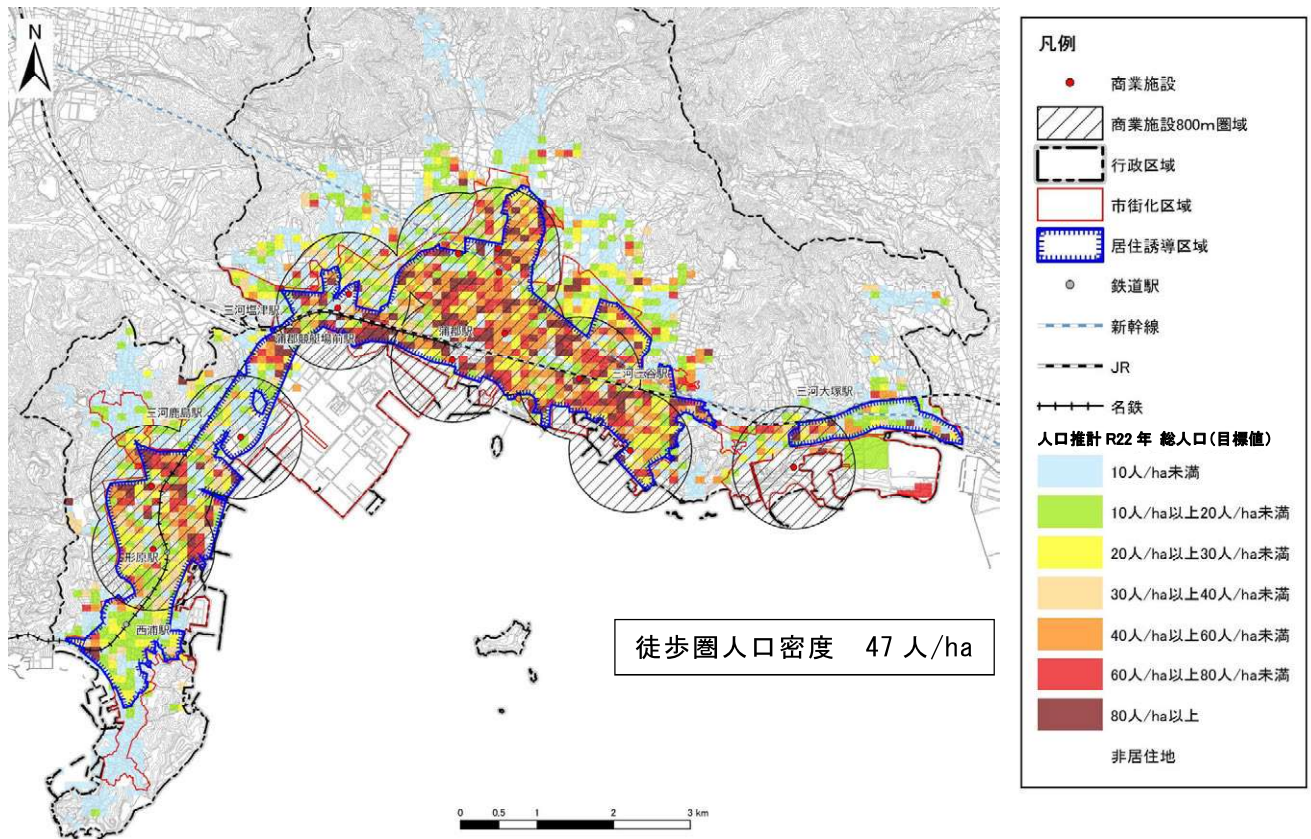 N
三河塩津駅
蒲郡競艇場前駅
蒲郡駅
三河三谷駅
三河大塚駅
三河鹿島駅
形原駅
西浦駅
徒歩圏人口密度 47 人/ha
0 0.5 1 2 3 km
凡例
商業施設
商業施設800m圏域
行政区域
市街化区域
居住誘導区域
鉄道駅
新幹線
JR
名鉄
人口推計 R22 年 総人口(目標値)
10人/ha未満
10人/ha以上20人/ha未満
20人/ha以上30人/ha未満
30人/ha以上40人/ha未満
40人/ha以上60人/ha未満
60人/ha以上80人/ha未満
80人/ha以上
非居住地